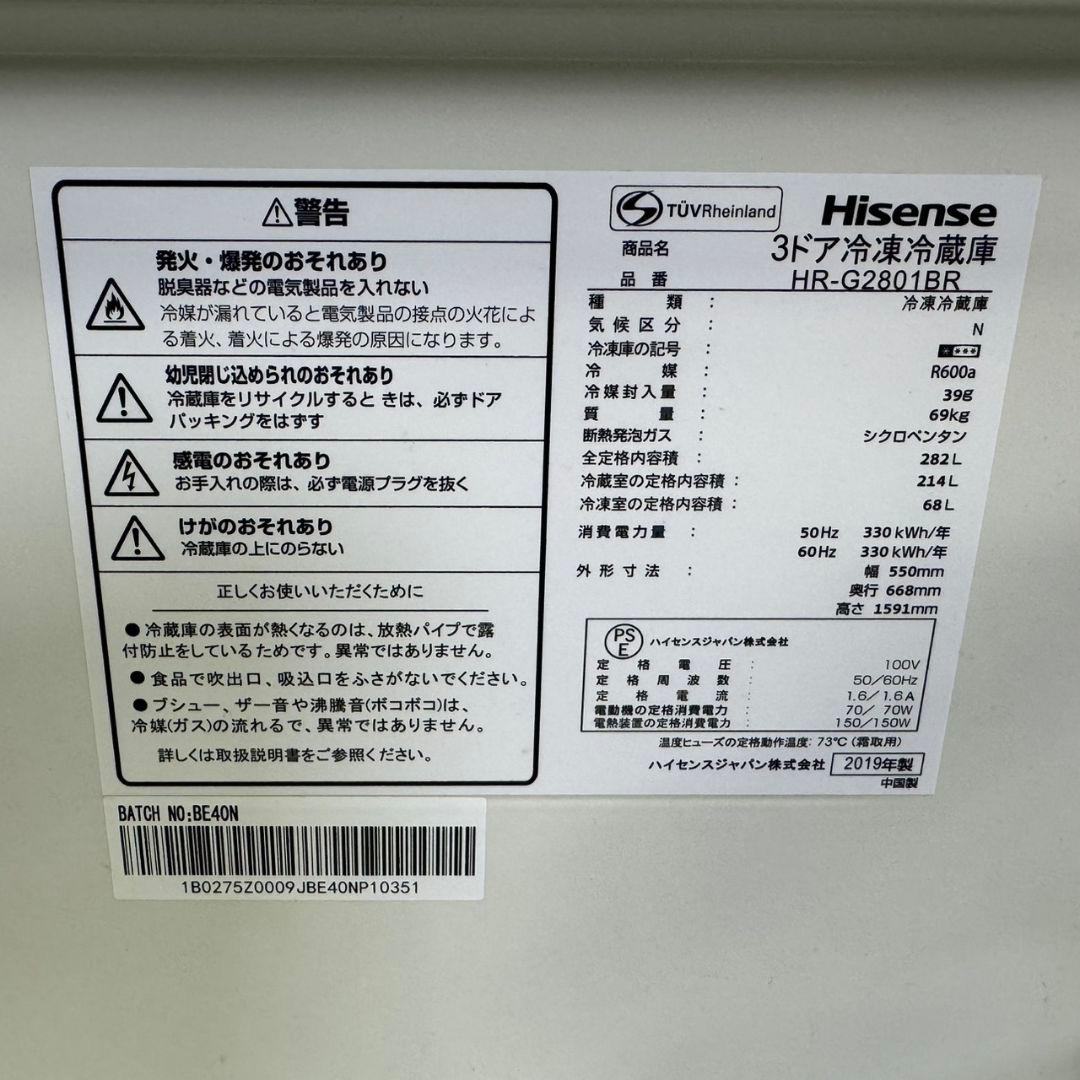 ⚠警告
発火・爆発のおそれあり
脱臭器などの電気製品を入れない
冷媒が漏れていると電気製品の接点の火花によ
る着火、着火による爆発の原因になります。
幼児閉じ込められのおそれあり
冷蔵庫をリサイクルすると きは、必ずドア
パッキングをはずす
感電のおそれあり
お手入れの際は、必ず電源プラグを抜く
けがのおそれあり
冷蔵庫の上にのらない
正しくお使いいただくために
●冷蔵庫の表面が熱くなるのは、放熱パイプで露
付防止をしているためです。異常ではありません。
●食品で吹出口、吸込口をふさがないでください。
●ブシュー、ザー音や沸騰音(ボコボコ)は、
冷媒(ガス)の流れるで、異常ではありません。
詳しくは取扱説明書をご参照ください。
TÜVRheinland
Hisense
商品名 3ドア冷凍冷蔵庫
品番 HR-G2801BR
種類 : 冷凍冷蔵庫
気候区分 : N
冷凍庫の記号 : ****
冷媒 : R600a
冷媒封入量 : 39g
質量 : 69kg
断熱発泡ガス : シクロペンタン
全定格内容積 : 282L
冷蔵室の定格内容積 : 214L
冷凍室の定格内容積 : 68L
消費電力量 : 50Hz 330kWh/年
60Hz 330kWh/年
外形寸法 : 幅 550mm
奥行 668mm
高さ 1591mm
PSE ハイセンスジャパン株式会社
定格電圧 : 100V
定格周波数 : 50/60Hz
定格電流 : 1.6/1.6A
電動機の定格消費電力 : 70/70W
電熱装置の定格消費電力 : 150/150W
温度ヒューズの定格動作温度: 73℃ (霜取用)
ハイセンスジャパン株式会社 2019年製
中国製
BATCH NO:BE40N
1B0275Z0009JBE40NP10351